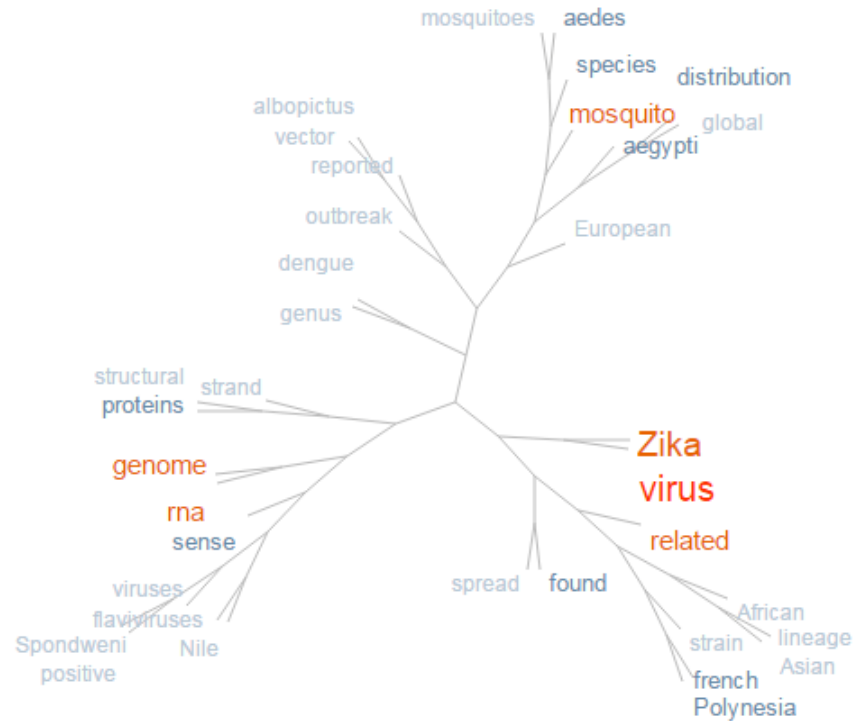 mosquitoes aedes
species
distribution
albopictus
mosquito
global
vector
aegypti
reported
outbreak
European
dengue
genus
structural
strand
proteins
Zika
genome
virus
rna
related
sense
viruses
spread found
flaviviruses
African
Spondweni
Nile
strain
lineage
Asian
positive
french
Polynesia